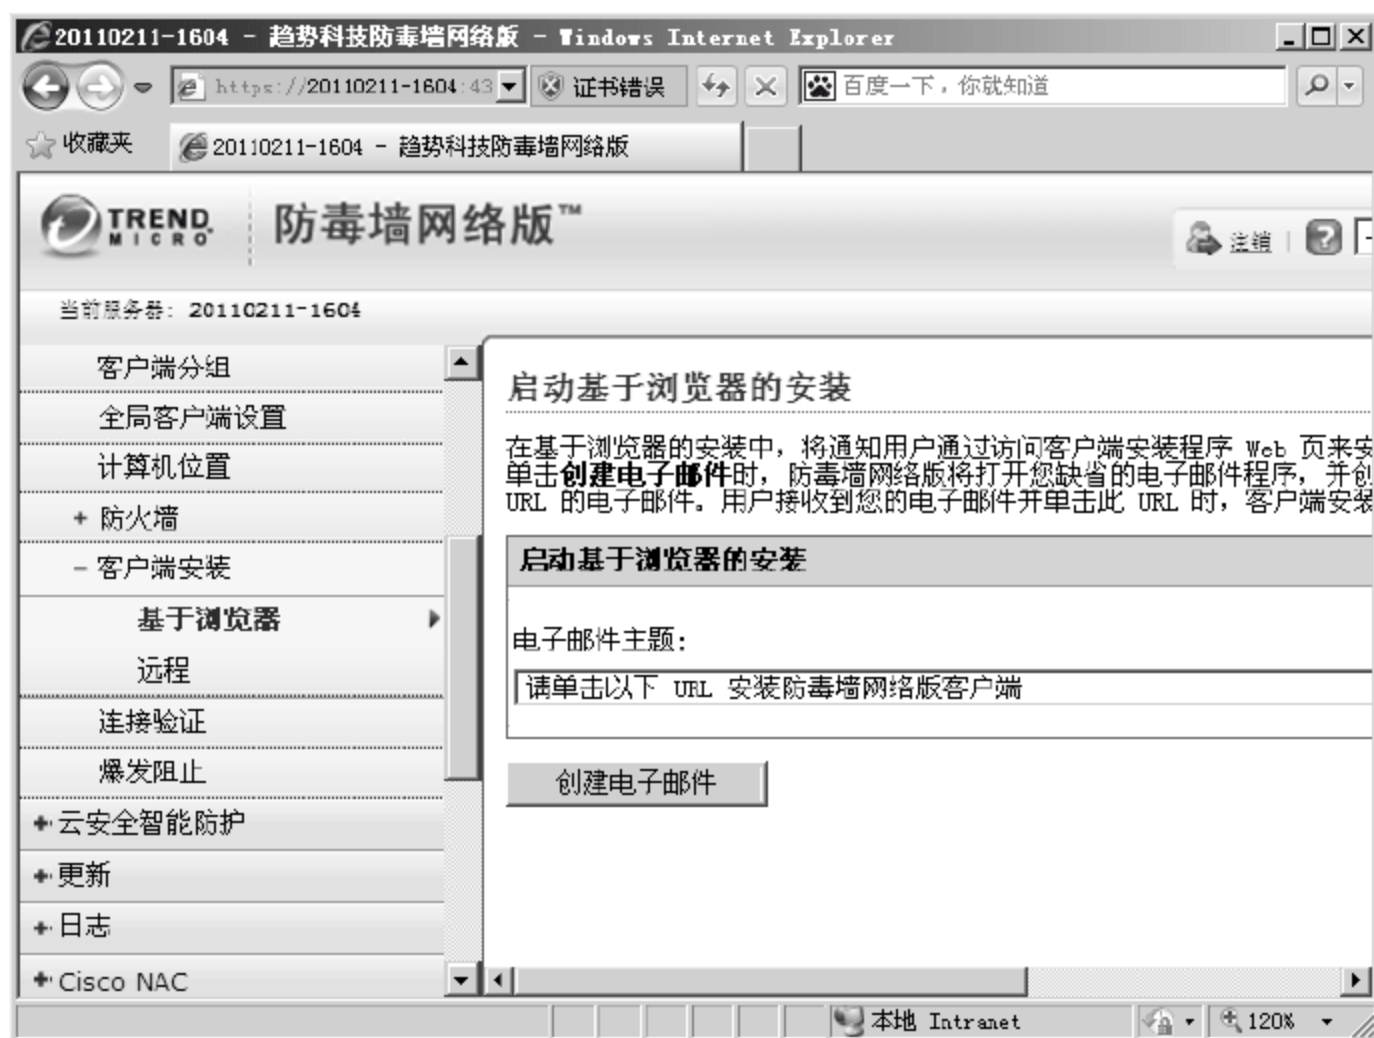 20110211-1604 - 趋势科技防毒墙网络版 - Windows Internet Explorer
https://20110211-1604:43
证书错误
百度一下，你就知道
收藏夹
20110211-1604 - 趋势科技防毒墙网络版
TREND MICRO
防毒墙网络版™
注销
当前服务器: 20110211-1604
客户端分组
全局客户端设置
计算机位置
+ 防火墙
- 客户端安装
基于浏览器
远程
连接验证
爆发阻止
+ 云安全智能防护
+ 更新
+ 日志
+ Cisco NAC
启动基于浏览器的安装
在基于浏览器的安装中，将通知用户通过访问客户端安装程序 Web 页来安
单击创建电子邮件时，防毒墙网络版将打开您缺省的电子邮件程序，并创
URL 的电子邮件。用户接收到您的电子邮件并单击此 URL 时，客户端安装
启动基于浏览器的安装
电子邮件主题:
请单击以下 URL 安装防毒墙网络版客户端
创建电子邮件
本地 Intranet
120%